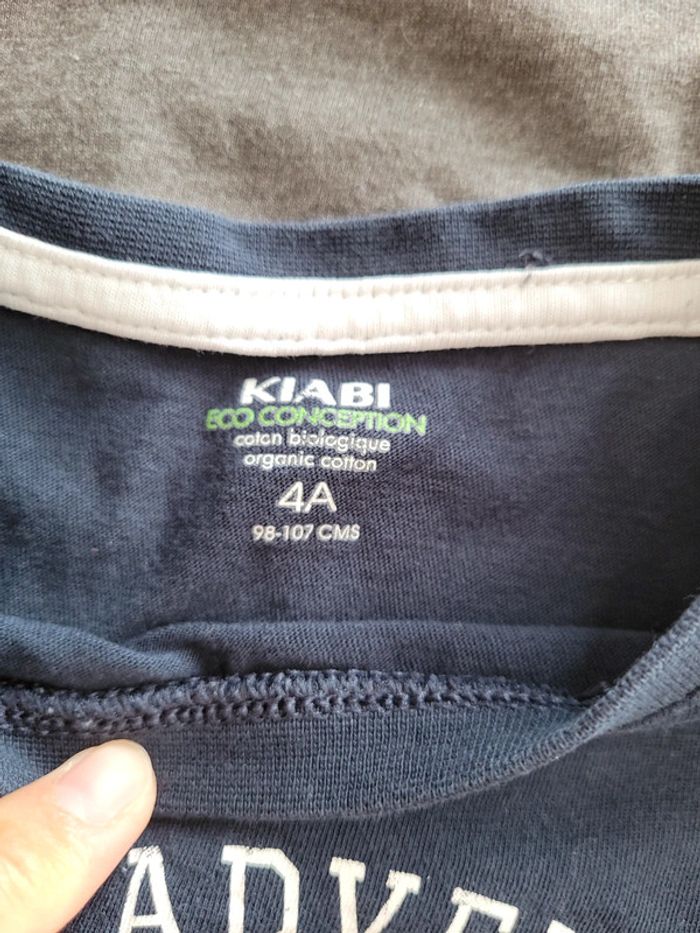 KIABI
ECO CONCEPTION
coton biologique
organic cotton
4A
98-107 CMS